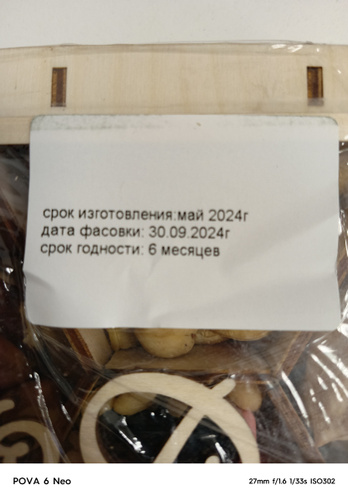 срок изготовления:май 2024г
дата фасовки: 30.09.2024г
срок годности: 6 месяцев
POVA 6 Neo
27mm f/1.6 1/33s ISO302